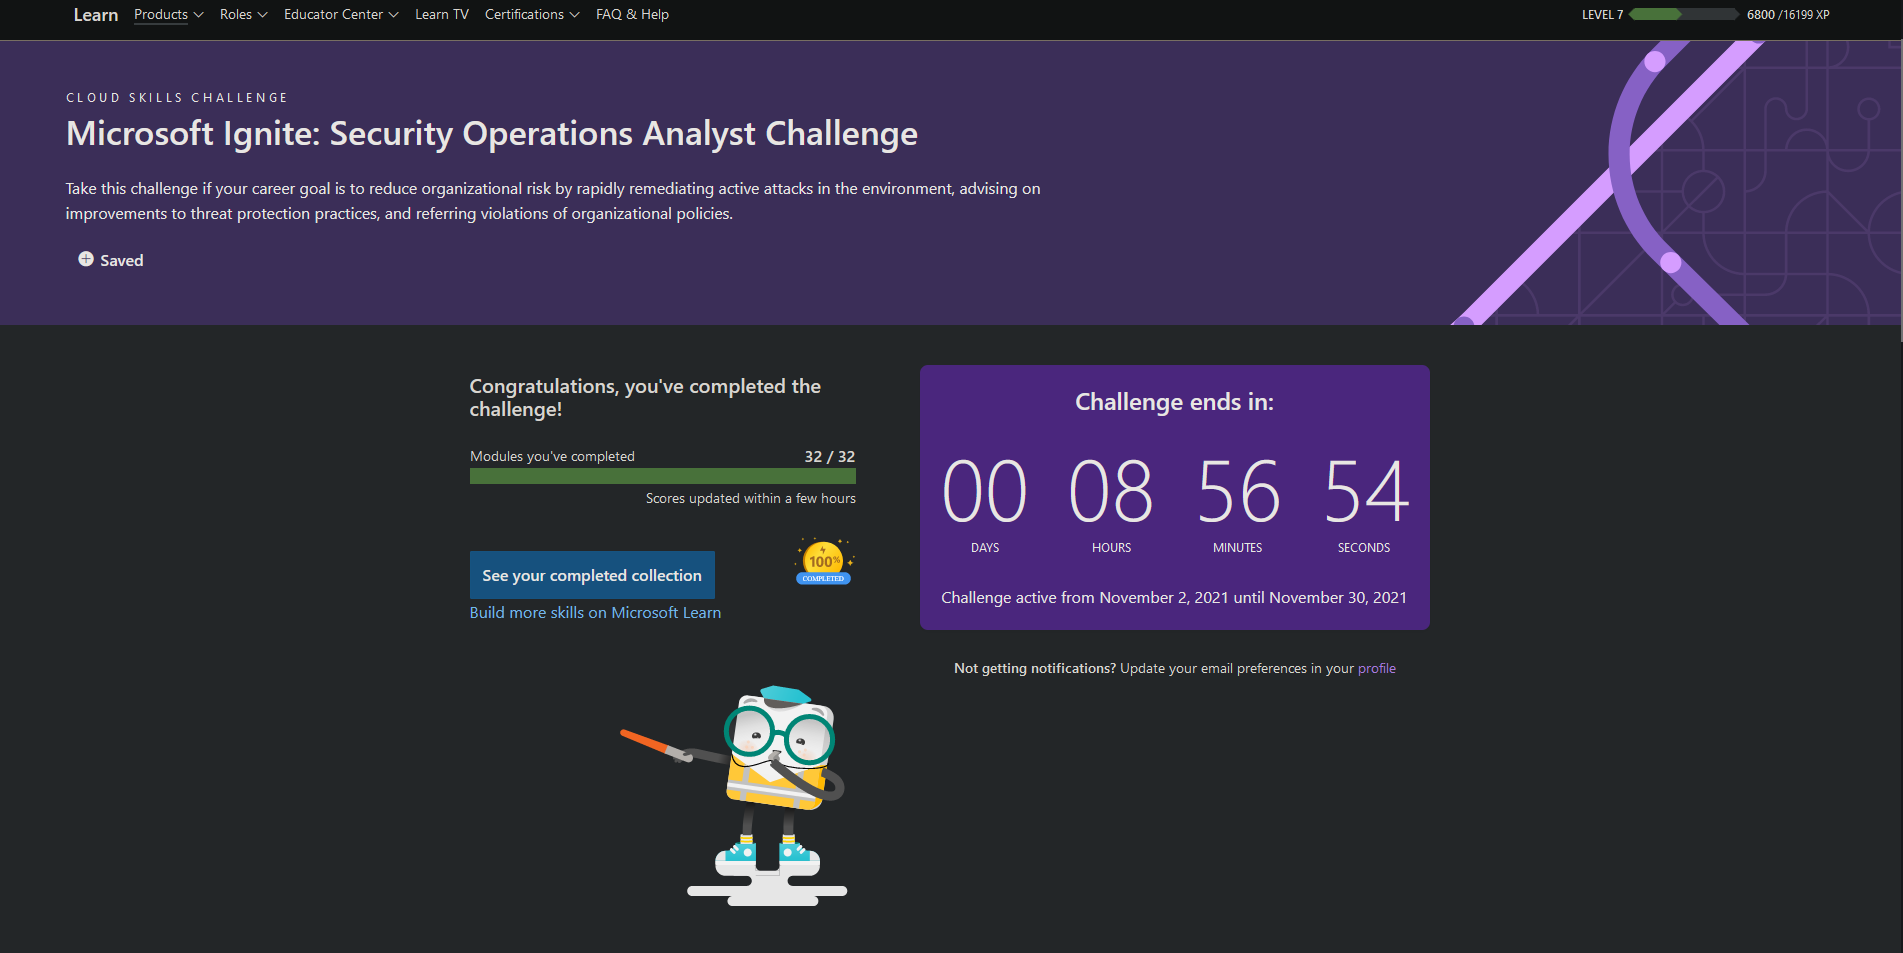 Learn Products Roles Educator Center Learn TV Certifications FAQ & Help LEVEL 7 6800 /16199 XP
CLOUD SKILLS CHALLENGE
Microsoft Ignite: Security Operations Analyst Challenge
Take this challenge if your career goal is to reduce organizational risk by rapidly remediating active attacks in the environment, advising on
improvements to threat protection practices, and referring violations of organizational policies.
Saved
Congratulations, you've completed the
challenge!
Modules you've completed 32 / 32
Scores updated within a few hours
100%
COMPLETED
See your completed collection
Build more skills on Microsoft Learn
Challenge ends in:
00 08 56 54
DAYS HOURS MINUTES SECONDS
Challenge active from November 2, 2021 until November 30, 2021
Not getting notifications? Update your email preferences in your profile